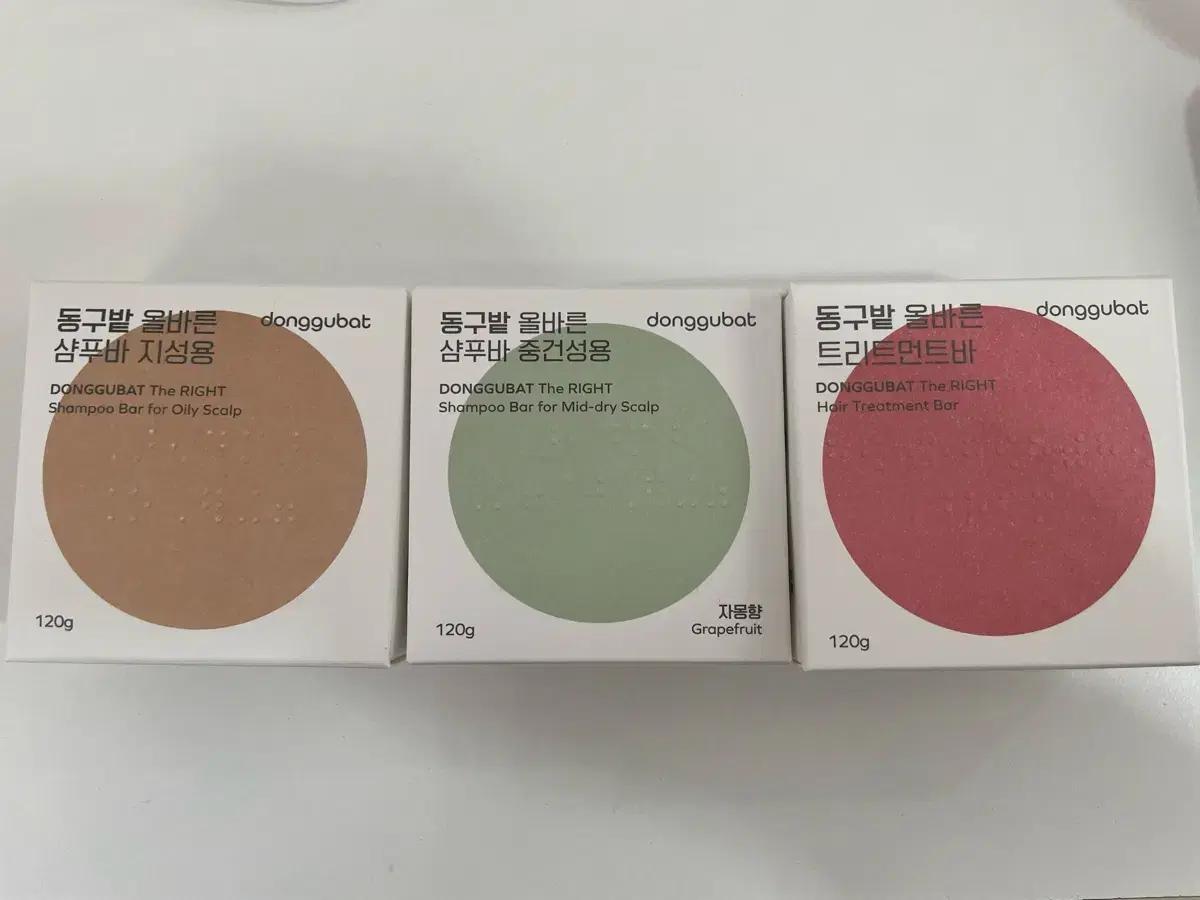 동구밭 올바른
샴푸바 지성용
donggubat
DONGGUBAT The RIGHT
Shampoo Bar for Oily Scalp
120g
동구밭 올바른
샴푸바 중건성용
donggubat
DONGGUBAT The RIGHT
Shampoo Bar for Mid-dry Scalp
120g
자몽향
Grapefruit
동구밭 올바른
트리트먼트바
donggubat
DONGGUBAT The RIGHT
Hair Treatment Bar
120g